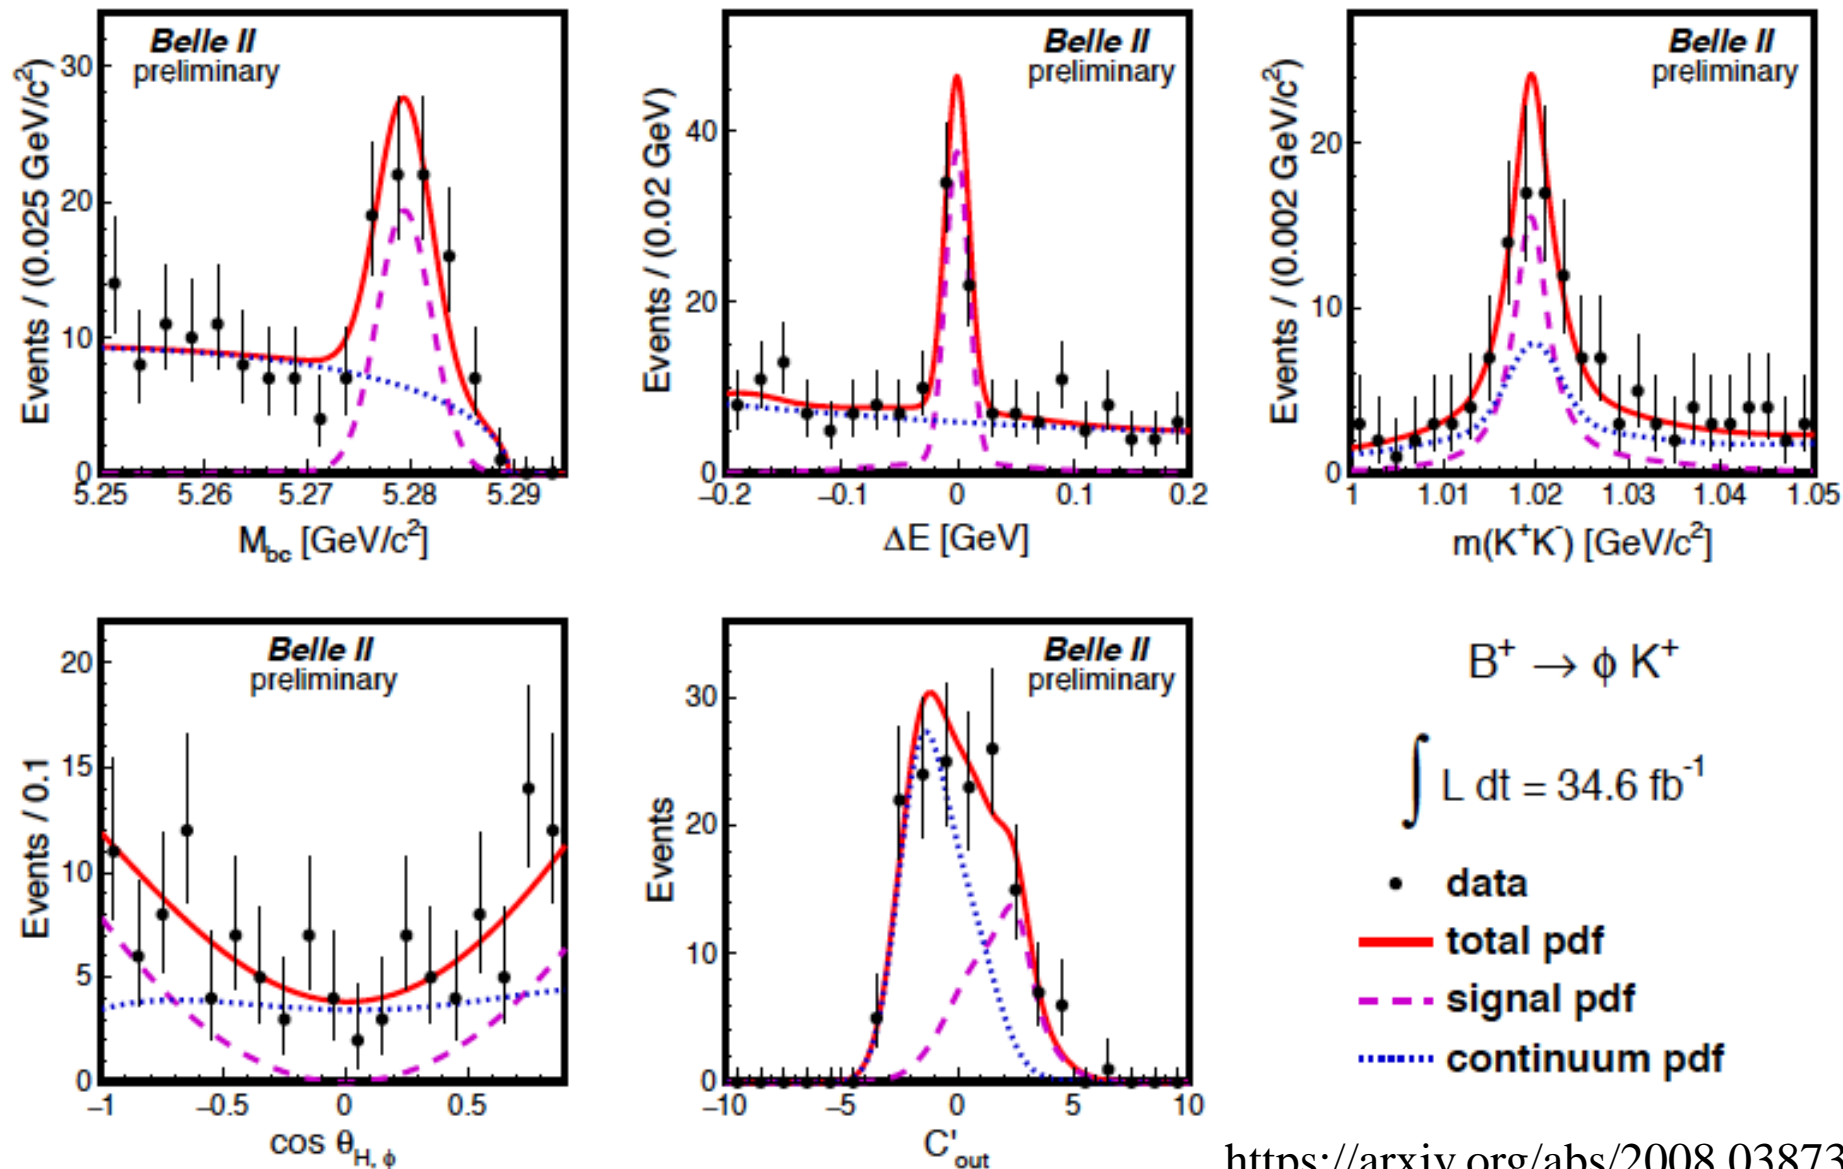 Belle II
preliminary
Events / (0.025 GeV/c²)
30
20
10
0
5.25
5.26
5.27
5.28
5.29
M_bc [GeV/c²]
Belle II
preliminary
Events / (0.02 GeV)
40
20
0
−0.2
−0.1
0
0.1
0.2
ΔE [GeV]
Belle II
preliminary
Events / (0.002 GeV/c²)
20
10
0
1
1.01
1.02
1.03
1.04
1.05
m(K⁺K⁻) [GeV/c²]
Belle II
preliminary
Events / 0.1
20
15
10
5
0
−1
−0.5
0
0.5
cos θ_H, ϕ
Belle II
preliminary
Events
30
20
10
0
−10
−5
0
5
10
C'_out
B⁺ → ϕ K⁺
∫ L dt = 34.6 fb⁻¹
data
total pdf
signal pdf
continuum pdf
https://arxiv.org/abs/2008.03873